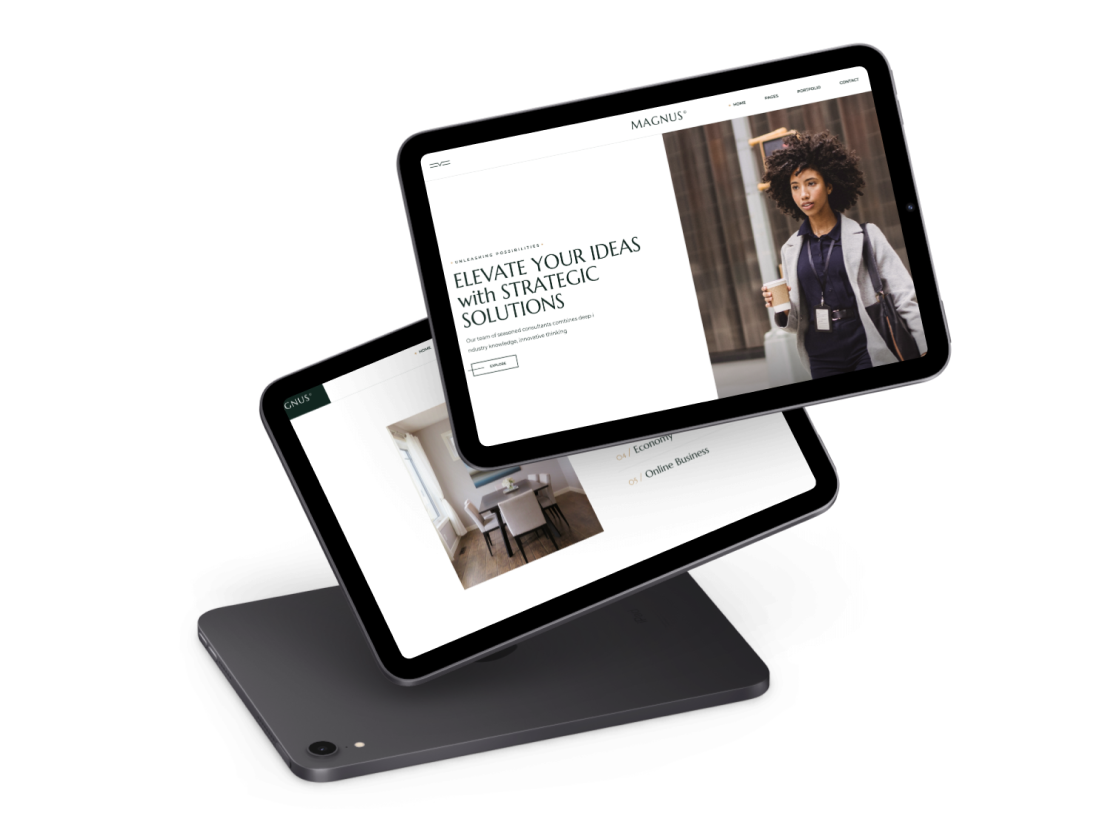 MAGNUS®
HOME
PAGES
PORTFOLIO
CONTACT
• UNLEASHING POSSIBILITIES •
ELEVATE YOUR IDEAS
with STRATEGIC
SOLUTIONS
Our team of seasoned consultants combines deep i
ndustry knowledge, innovative thinking
EXPLORE
GNUS®
HOME
04 / Economy
05 / Online Business